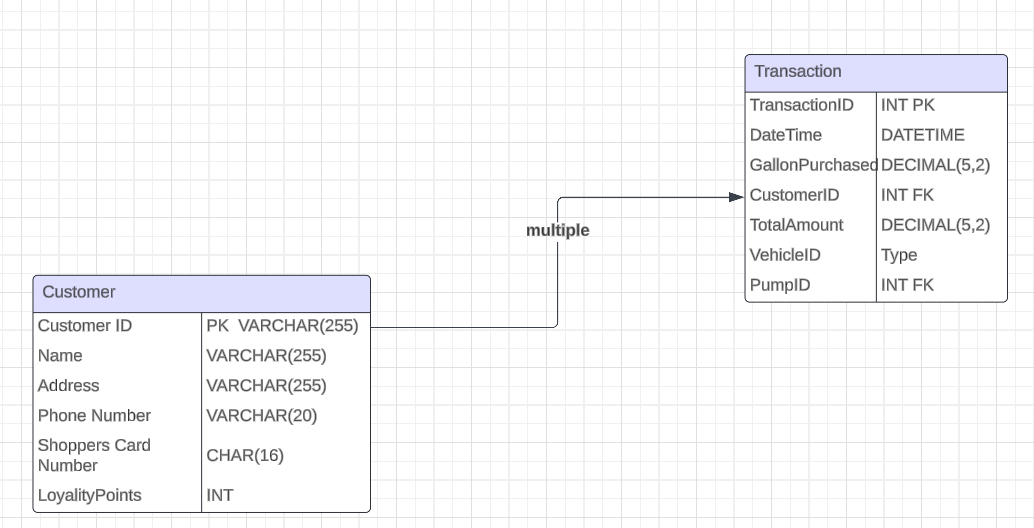 Transaction
TransactionID INT PK
DateTime DATETIME
GallonPurchased DECIMAL(5,2)
CustomerID INT FK
TotalAmount DECIMAL(5,2)
VehicleID Type
PumpID INT FK
multiple
Customer
Customer ID PK VARCHAR(255)
Name VARCHAR(255)
Address VARCHAR(255)
Phone Number VARCHAR(20)
Shoppers Card
Number CHAR(16)
LoyalityPoints INT